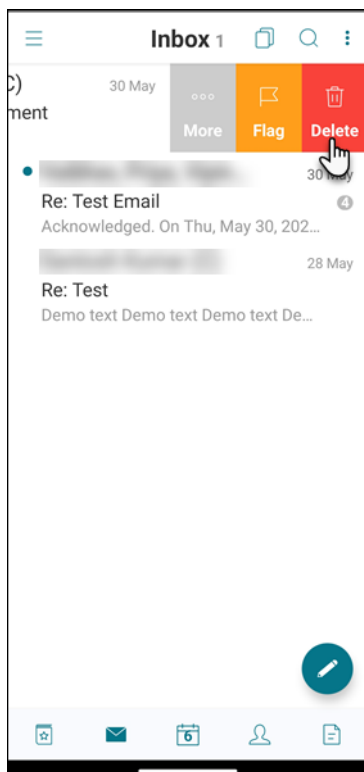 Inbox 1
C) 30 May
ment
More Flag Delete
30 May
Re: Test Email 4
Acknowledged. On Thu, May 30, 202...
28 May
Re: Test
Demo text Demo text Demo text De...
6